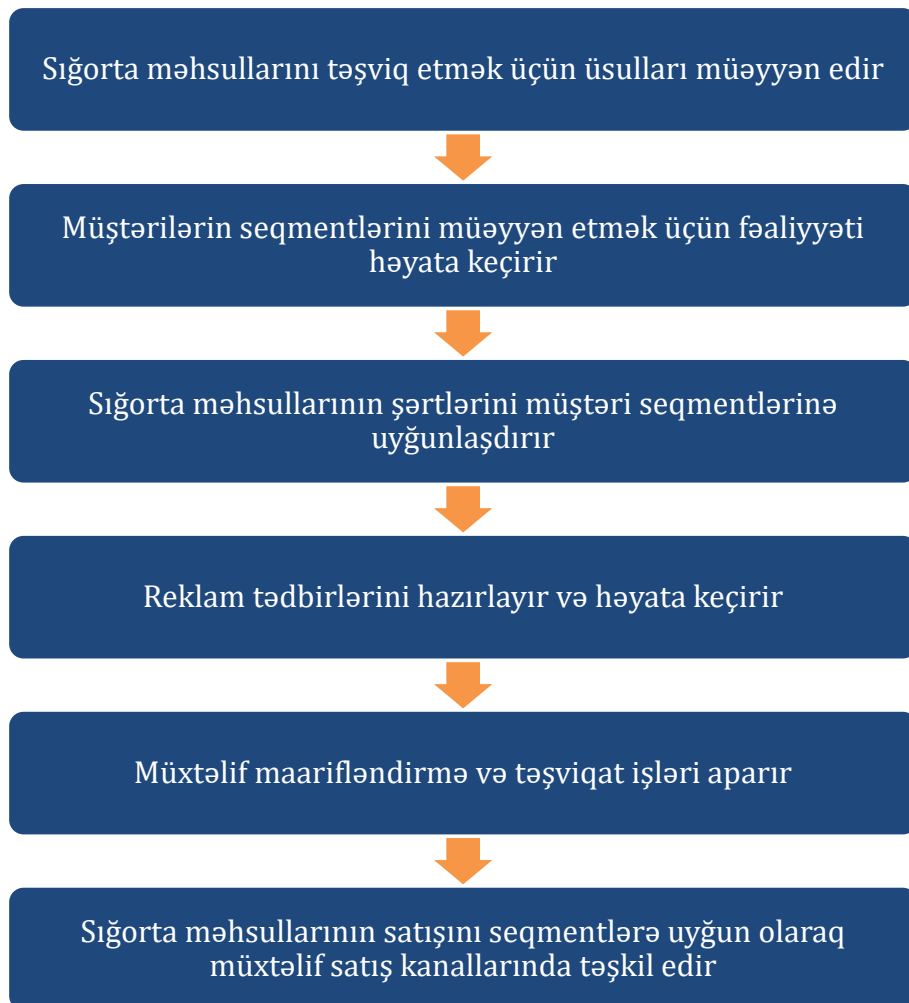 Sığorta məhsullarını təşviq etmək üçün üsulları müəyyən edir
Müştərilərin seqmentlərini müəyyən etmək üçün fəaliyyəti
həyata keçirir
Sığorta məhsullarının şərtlərini müştəri seqmentlərinə
uyğunlaşdırır
Reklam tədbirlərini hazırlayır və həyata keçirir
Müxtəlif maarifləndirmə və təşviqat işləri aparır
Sığorta məhsullarının satışını seqmentlərə uyğun olaraq
müxtəlif satış kanallarında təşkil edir